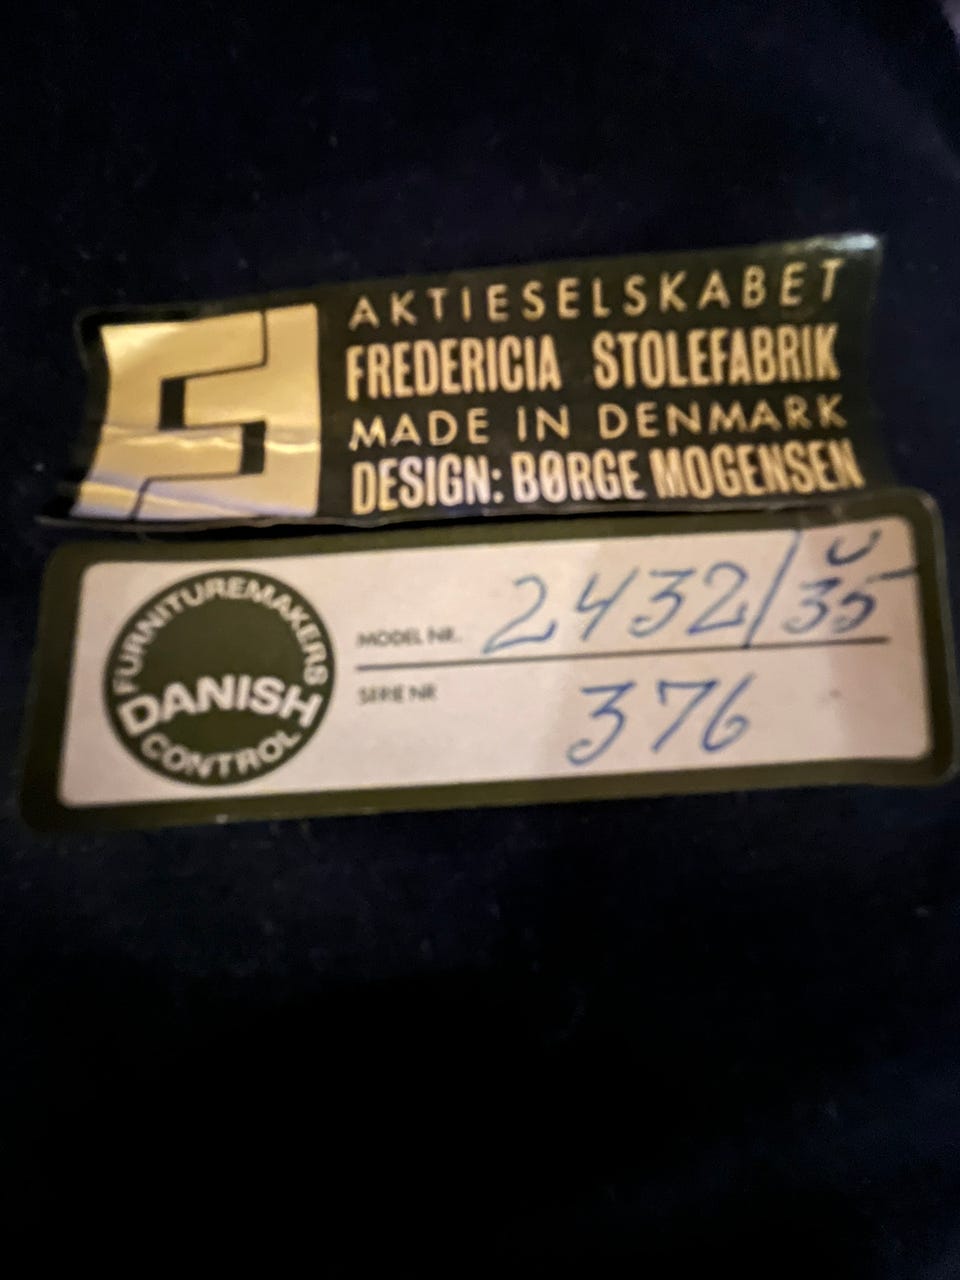 AKTIESELSKABET
FREDERICIA STOLEFABRIK
MADE IN DENMARK
DESIGN: BØRGE MOGENSEN
FURNITUREMAKERS
DANISH
CONTROL
MODEL NR. 2432/35
SERIE NR 376